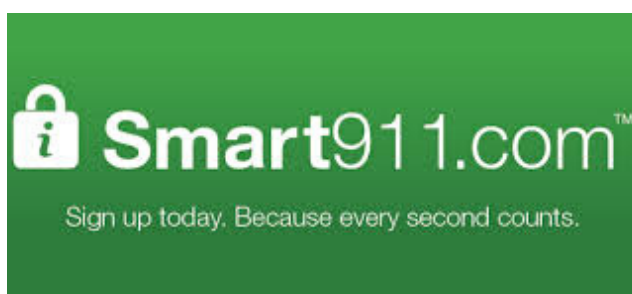 i Smart911.com™
Sign up today. Because every second counts.